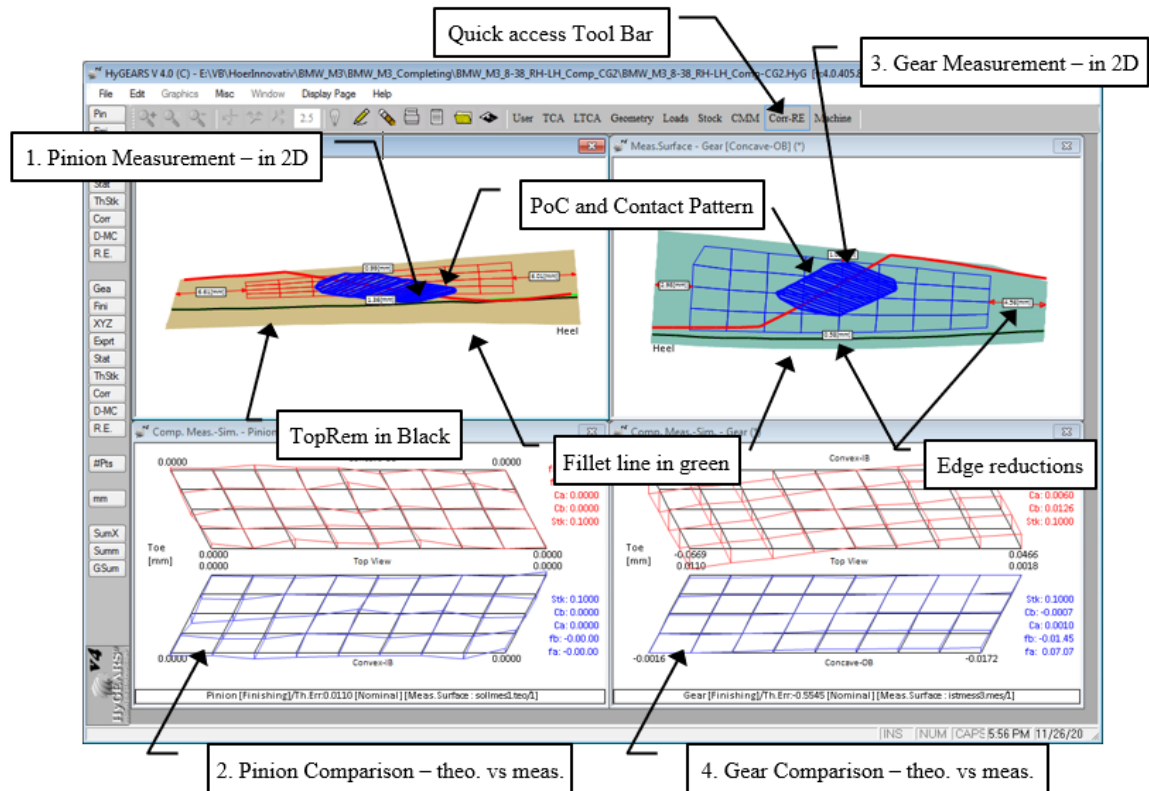 Quick access Tool Bar
3. Gear Measurement – in 2D
HyGEARS V 4.0 (C) - E:\VB\HoerInnovativ\BMW_M3\BMW_M3_Completing\BMW_M3_8-38_RH-LH_Comp_CG2\BMW_M3_8-38_RH-LH_Comp-CG2.HyG
File Edit Graphics Misc Window Display Page Help
Pin
2.5
User TCA LTCA Geometry Loads Stock CMM Corr-RE Machine
1. Pinion Measurement – in 2D
Meas.Surface - Gear [Concave-OB] (*)
Stat
ThStk
Corr
D-MC
R.E.
PoC and Contact Pattern
Heel
Heel
Gea
Fini
XYZ
Exprt
Stat
ThStk
Corr
D-MC
R.E.
#Pts
mm
SumX
Summ
GSum
TopRem in Black
Fillet line in green
Edge reductions
Comp. Meas.-Sim. - Pinion
Comp. Meas.-Sim. - Gear (*)
0.0000
0.0000
Ca: 0.0000
Cb: 0.0000
Stk: 0.1000
Toe
[mm]
0.0000
0.0000
Top View
0.0000
0.0000
Stk: 0.1000
Cb: 0.0000
Ca: 0.0000
fb: -0.00.00
fa: -0.00.00
0.0000
Convex-IB
0.0000
Pinion [Finishing]/Th.Err:0.0110 [Nominal] [Meas.Surface : sollmes1.teo/1]
Convex-IB
Ca: 0.0060
Cb: 0.0126
Stk: 0.1000
Toe
[mm]
-0.0669
0.0110
Top View
0.0466
0.0018
Stk: 0.1000
Cb: -0.0007
Ca: 0.0010
fb: -0.01.45
fa: 0.07.07
-0.0016
Concave-OB
-0.0172
Gear [Finishing]/Th.Err:-0.5545 [Nominal] [Meas.Surface : istmess3.mes/1]
v4
HyGEARS
INS NUM CAPS 5:56 PM 11/26/20
2. Pinion Comparison – theo. vs meas.
4. Gear Comparison – theo. vs meas.